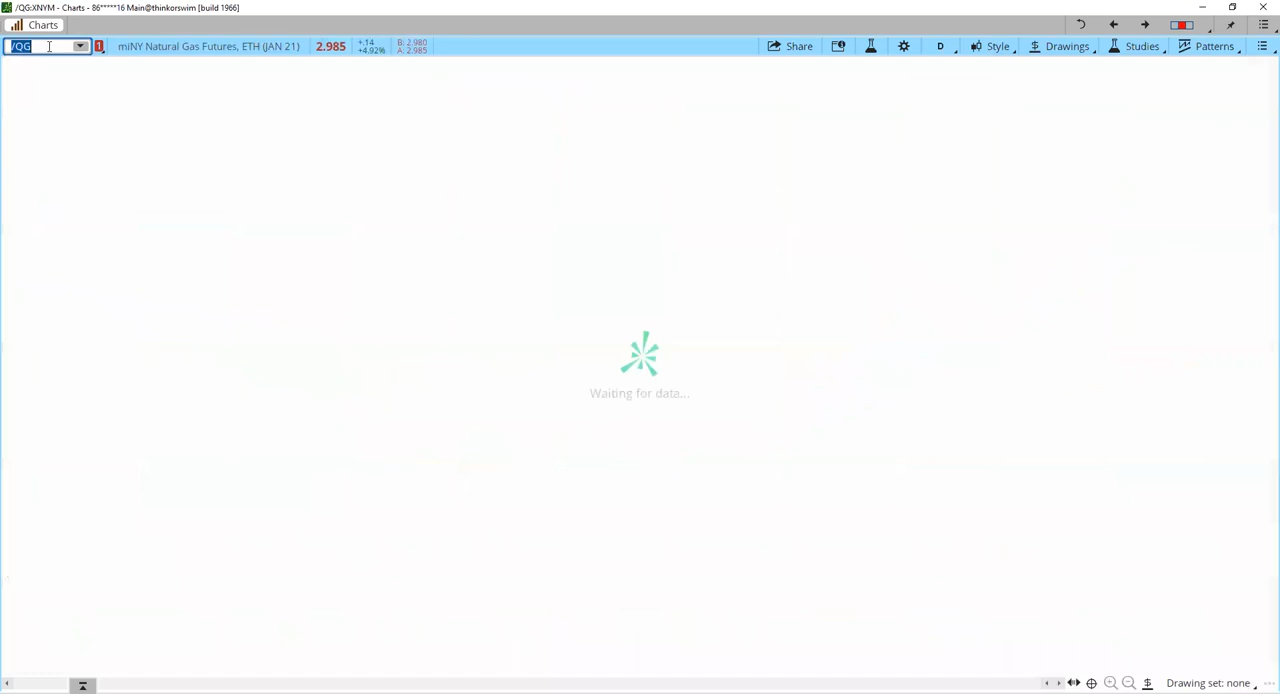 /QG:XNYM - Charts - 86*****16 Main@thinkorswim [build 1966]
Charts
/QG 1 miNY Natural Gas Futures, ETH (JAN 21) 2.985 +.14 +4.92% B: 2.980 A: 2.985 Share D Style Drawings Studies Patterns
Waiting for data...
Drawing set: none